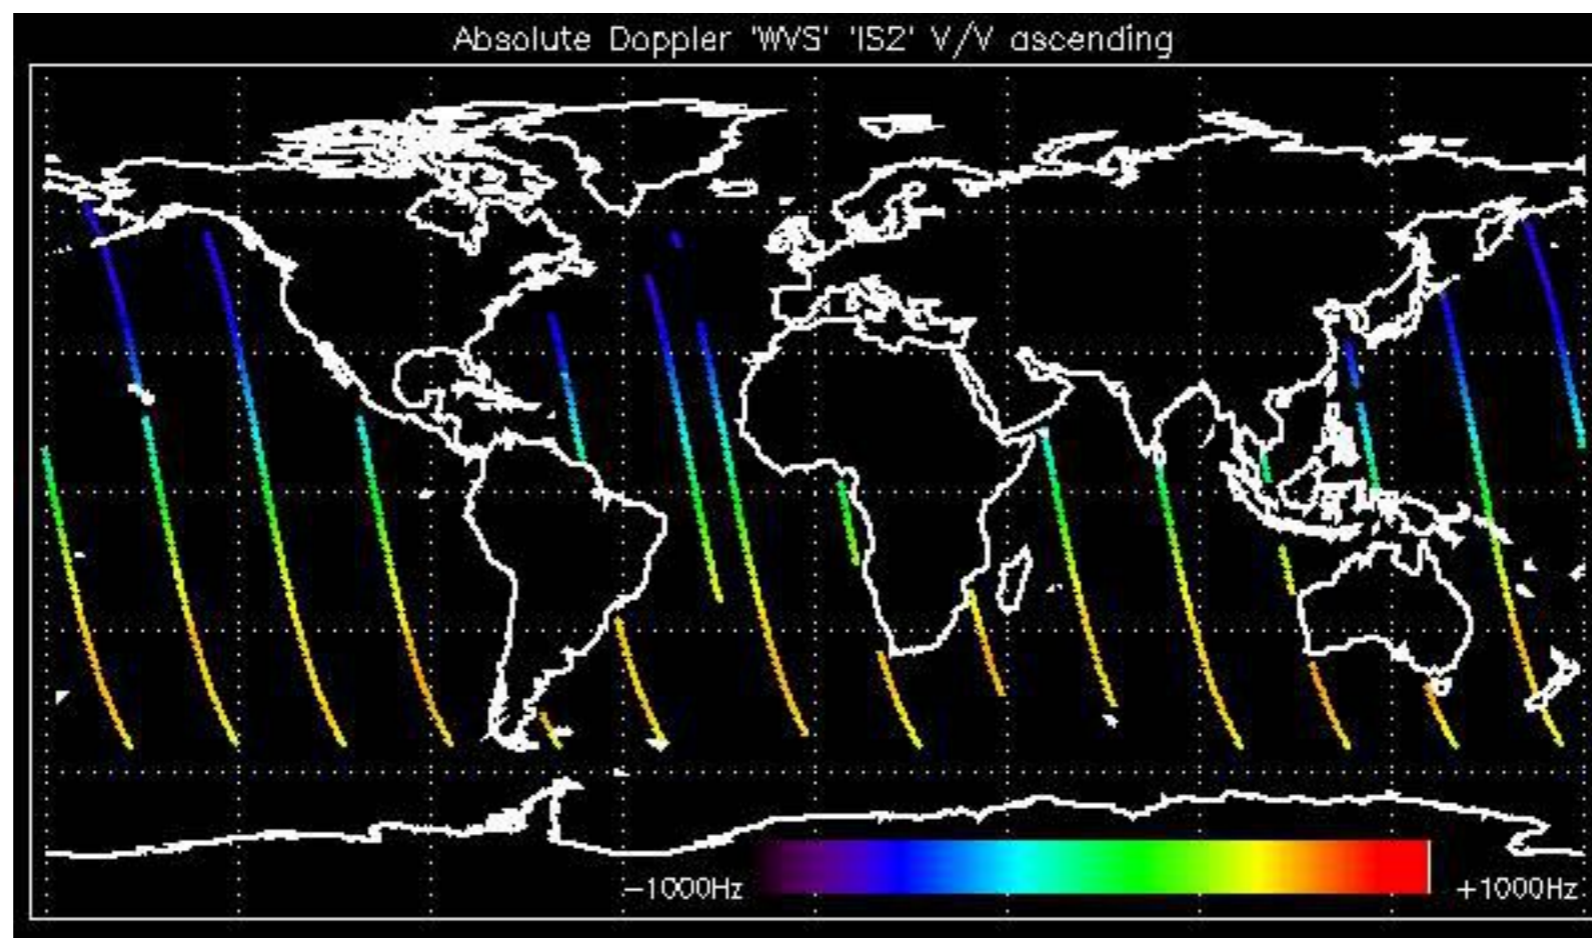 Absolute Doppler 'WVS' 'IS2' V/V ascending
-1000Hz +1000Hz